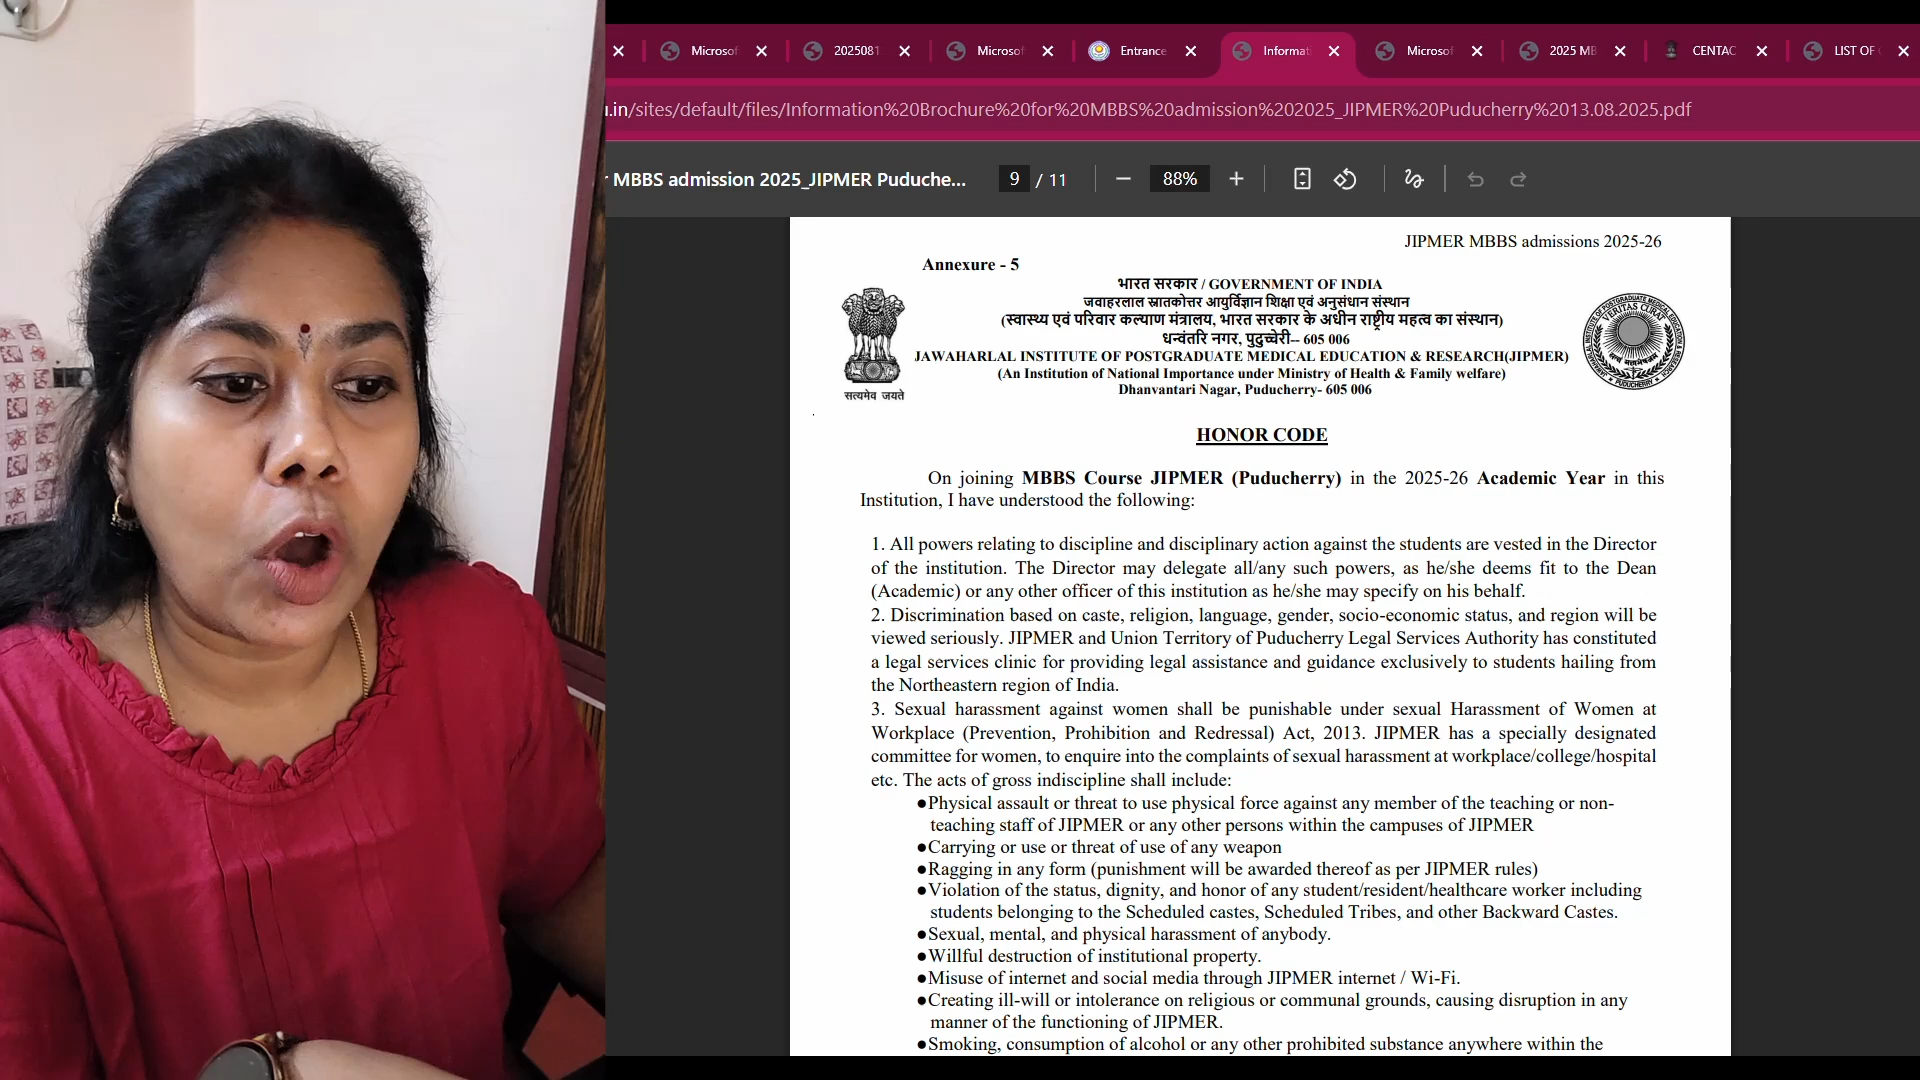 Microsof
2025081
Microsof
Entrance
Informat
Microsof
2025 MB
CENTAC
LIST OF
.in/sites/default/files/Information%20Brochure%20for%20MBBS%20admission%202025_JIPMER%20Puducherry%2013.08.2025.pdf
MBBS admission 2025_JIPMER Puduche...
9 / 11
88%
JIPMER MBBS admissions 2025-26
Annexure - 5
भारत सरकार / GOVERNMENT OF INDIA
जवाहरलाल स्नातकोत्तर आयुर्विज्ञान शिक्षा एवं अनुसंधान संस्थान
(स्वास्थ्य एवं परिवार कल्याण मंत्रालय, भारत सरकार के अधीन राष्ट्रीय महत्व का संस्थान)
धन्वंतरि नगर, पुदुच्चेरी-- 605 006
JAWAHARLAL INSTITUTE OF POSTGRADUATE MEDICAL EDUCATION & RESEARCH(JIPMER)
(An Institution of National Importance under Ministry of Health & Family welfare)
Dhanvantari Nagar, Puducherry- 605 006
सत्यमेव जयते
VERITAS CURAT
HONOR CODE
On joining MBBS Course JIPMER (Puducherry) in the 2025-26 Academic Year in this
Institution, I have understood the following:
1. All powers relating to discipline and disciplinary action against the students are vested in the Director
of the institution. The Director may delegate all/any such powers, as he/she deems fit to the Dean
(Academic) or any other officer of this institution as he/she may specify on his behalf.
2. Discrimination based on caste, religion, language, gender, socio-economic status, and region will be
viewed seriously. JIPMER and Union Territory of Puducherry Legal Services Authority has constituted
a legal services clinic for providing legal assistance and guidance exclusively to students hailing from
the Northeastern region of India.
3. Sexual harassment against women shall be punishable under sexual Harassment of Women at
Workplace (Prevention, Prohibition and Redressal) Act, 2013. JIPMER has a specially designated
committee for women, to enquire into the complaints of sexual harassment at workplace/college/hospital
etc. The acts of gross indiscipline shall include:
●Physical assault or threat to use physical force against any member of the teaching or non-
teaching staff of JIPMER or any other persons within the campuses of JIPMER
●Carrying or use or threat of use of any weapon
●Ragging in any form (punishment will be awarded thereof as per JIPMER rules)
●Violation of the status, dignity, and honor of any student/resident/healthcare worker including
students belonging to the Scheduled castes, Scheduled Tribes, and other Backward Castes.
●Sexual, mental, and physical harassment of anybody.
●Willful destruction of institutional property.
●Misuse of internet and social media through JIPMER internet / Wi-Fi.
●Creating ill-will or intolerance on religious or communal grounds, causing disruption in any
manner of the functioning of JIPMER.
●Smoking, consumption of alcohol or any other prohibited substance anywhere within the